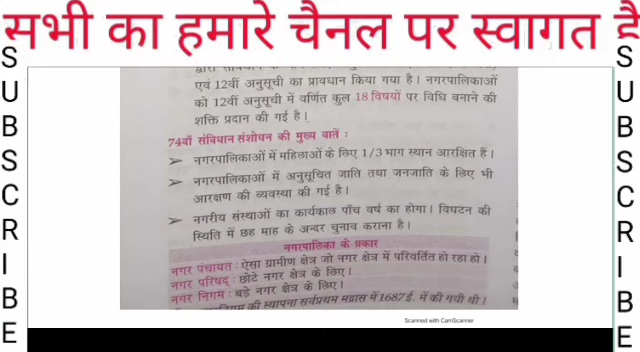 सभी का हमारे चैनल पर स्वागत है
SUBSCRIBE
एवं 12वीं अनुसूची का प्रावधान किया गया है। नगरपालिकाओं
को 12वीं अनुसूची में वर्णित कुल 18 विषयों पर विधि बनाने की
शक्ति प्रदान की गई है।
74वाँ संविधान संशोधन की मुख्य बातें :
➢ नगरपालिकाओं में महिलाओं के लिए 1/3 भाग स्थान आरक्षित हैं।
➢ नगरपालिकाओं में अनुसूचित जाति तथा जनजाति के लिए भी
आरक्षण की व्यवस्था की गई है।
➢ नगरीय संस्थाओं का कार्यकाल पाँच वर्ष का होगा। विघटन की
स्थिति में छह माह के अन्दर चुनाव कराना है।
नगरपालिका के प्रकार
नगर पंचायत : ऐसा ग्रामीण क्षेत्र जो नगर क्षेत्र में परिवर्तित हो रहा हो।
नगर परिषद् : छोटे नगर क्षेत्र के लिए।
नगर निगम : बड़े नगर क्षेत्र के लिए।
की स्थापना सर्वप्रथम मद्रास में 1687 ई. में की गयी थी।
Scanned with CamScanner
SUBSCRIBE